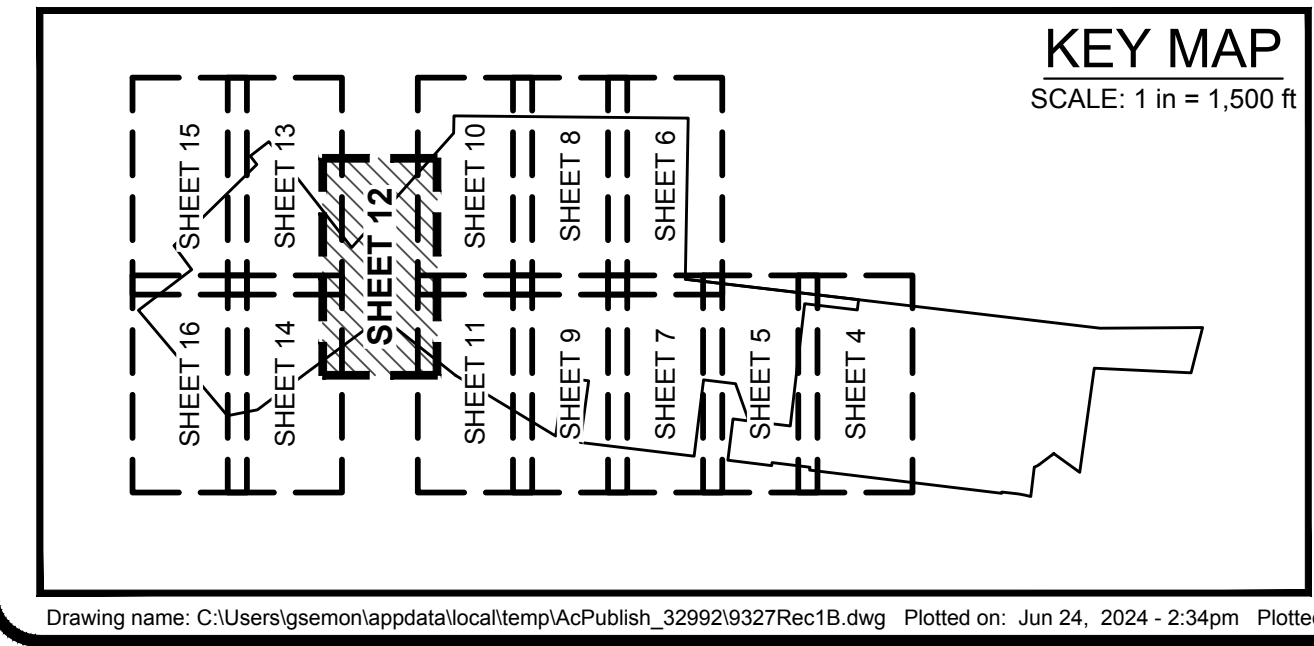 KEY MAP
SCALE: 1 in = 1,500 ft
SHEET 15
SHEET 13
SHEET 12
SHEET 10
SHEET 8
SHEET 6
SHEET 16
SHEET 14
SHEET 11
SHEET 9
SHEET 7
SHEET 5
SHEET 4
Drawing name: C:\Users\gsemon\appdata\local\temp\AcPublish_32992\9327Rec1B.dwg Plotted on: Jun 24, 2024 - 2:34pm Plotte